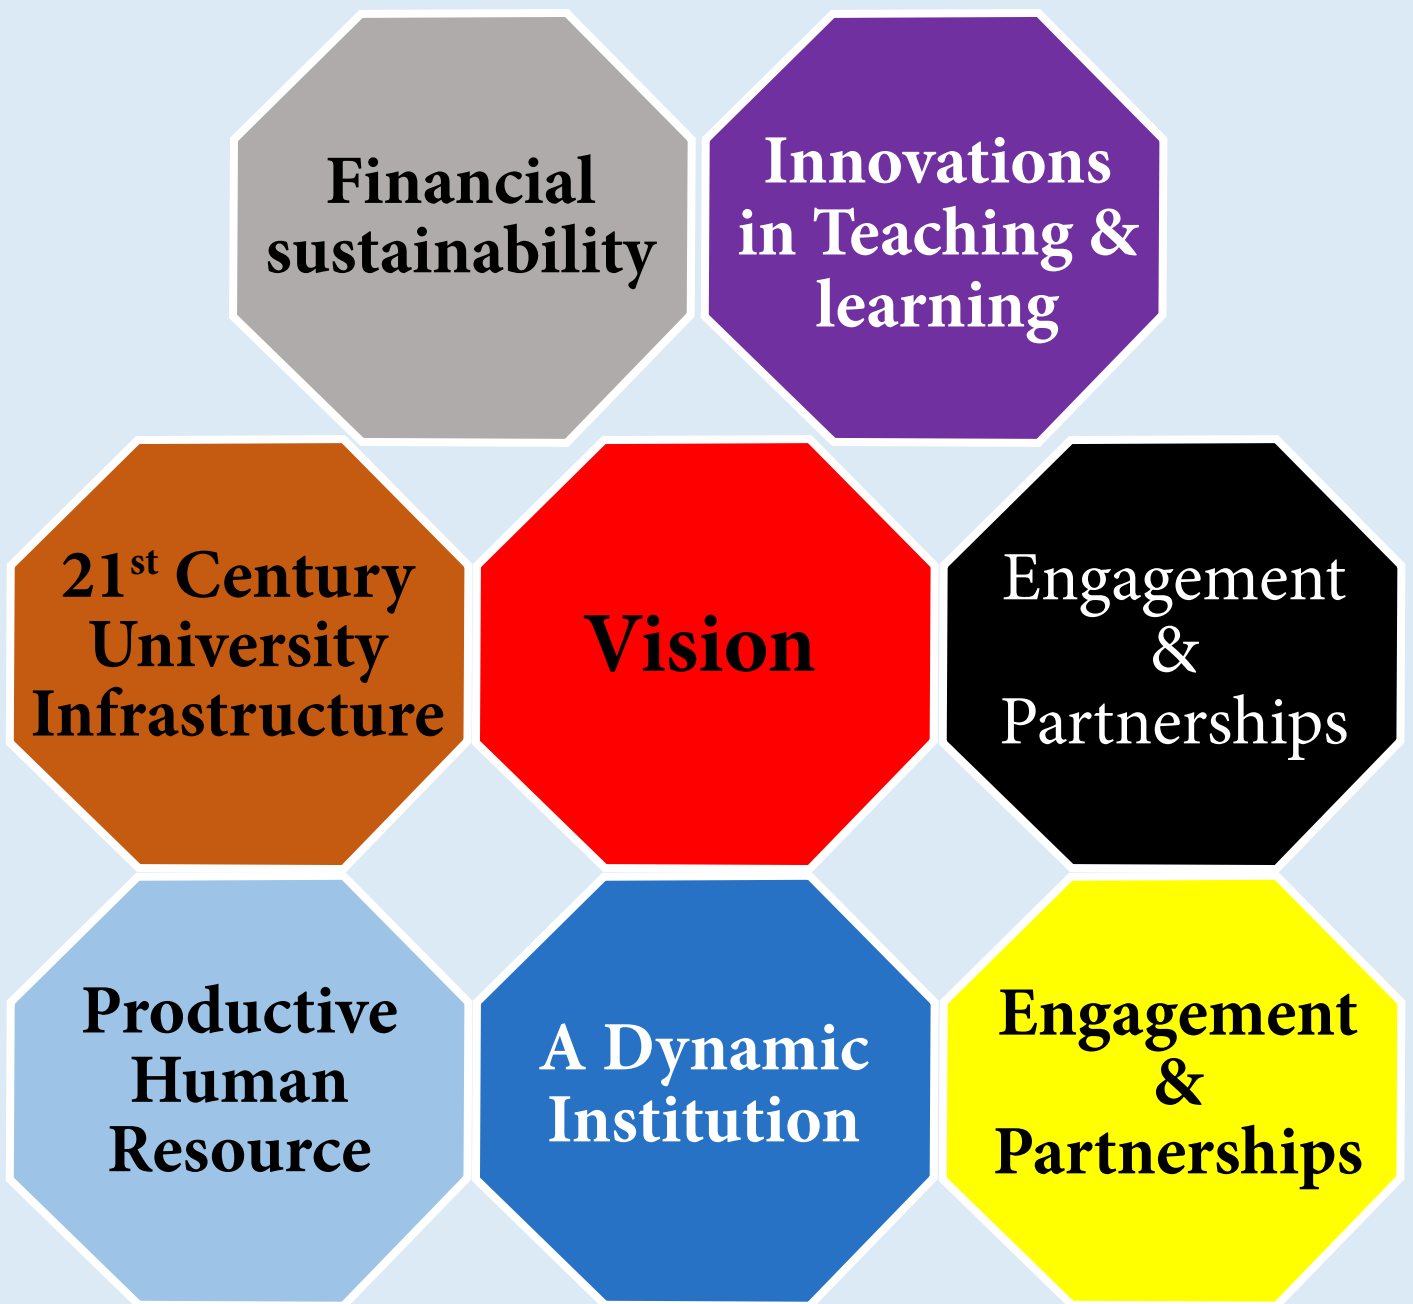 Financial
sustainability
Innovations
in Teaching &
learning
21st Century
University
Infrastructure
Vision
Engagement
&
Partnerships
Productive
Human
Resource
A Dynamic
Institution
Engagement
&
Partnerships